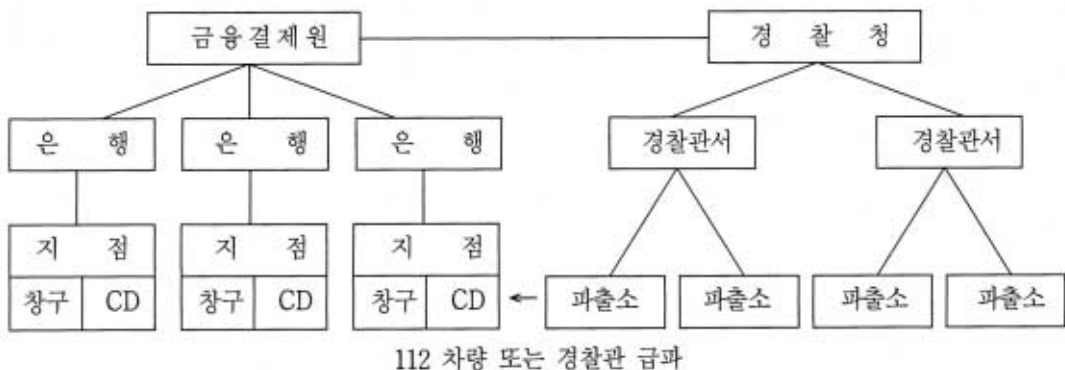 금융결제원 경찰청
은행 은행 은행 경찰관서 경찰관서
지점 지점 지점
창구 CD 창구 CD 창구 CD ← 파출소 파출소 파출소 파출소
112 차량 또는 경찰관 급파